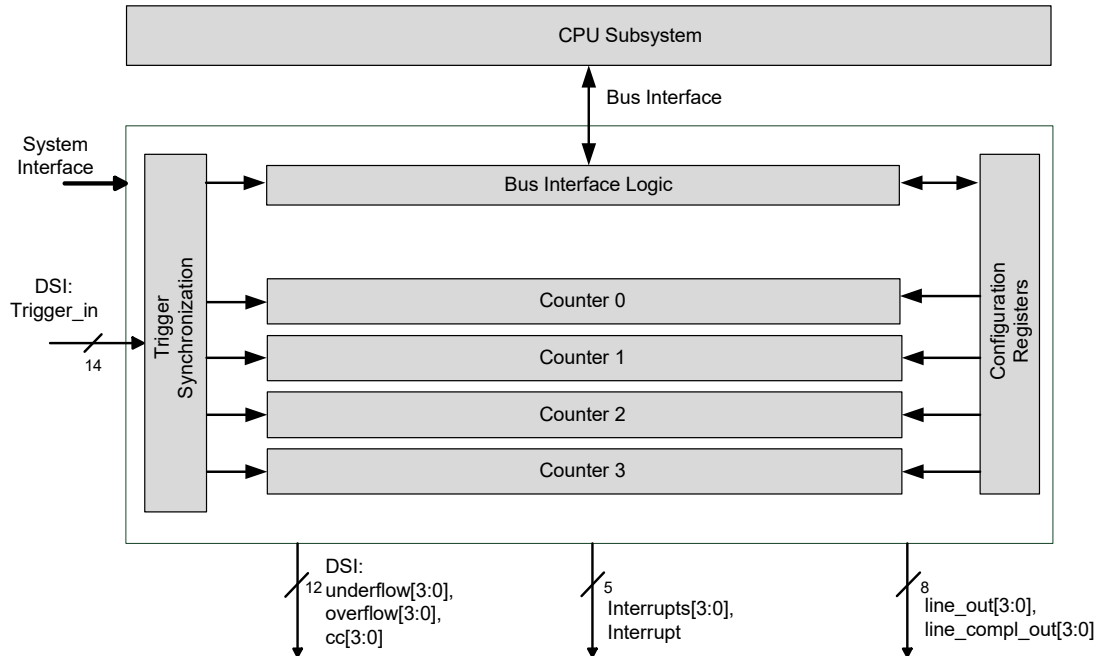 CPU Subsystem
Bus Interface
System
Interface
Bus Interface Logic
DSI:
Trigger_in
14
Trigger
Synchronization
Counter 0
Counter 1
Counter 2
Counter 3
Configuration
Registers
12
DSI:
underflow[3:0],
overflow[3:0],
cc[3:0]
5
Interrupts[3:0],
Interrupt
8
line_out[3:0],
line_compl_out[3:0]